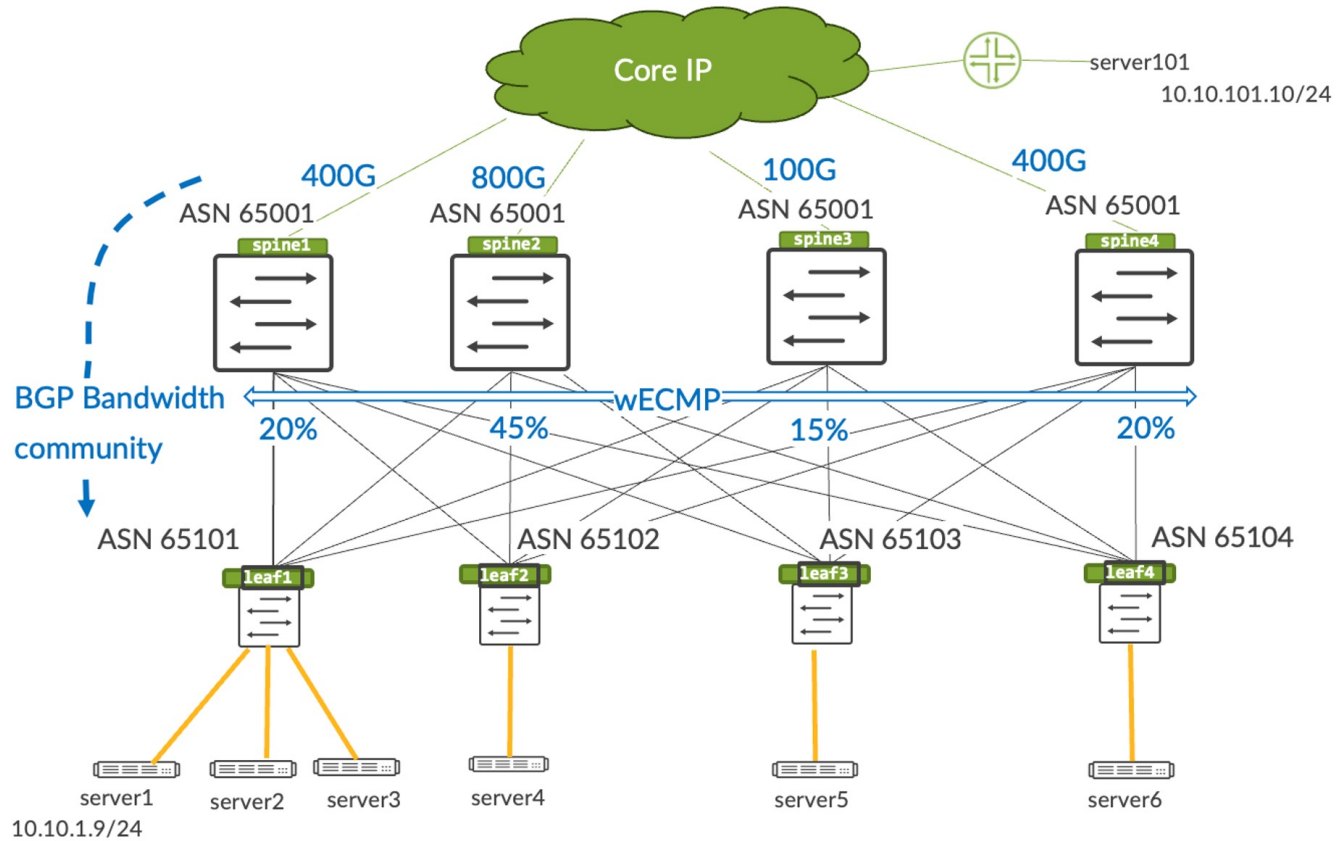 Core IP
server101
10.10.101.10/24
400G
800G
100G
400G
ASN 65001
ASN 65001
ASN 65001
ASN 65001
spine1
spine2
spine3
spine4
BGP Bandwidth
community
wECMP
20%
45%
15%
20%
ASN 65101
ASN 65102
ASN 65103
ASN 65104
leaf1
leaf2
leaf3
leaf4
server1
server2
server3
server4
server5
server6
10.10.1.9/24